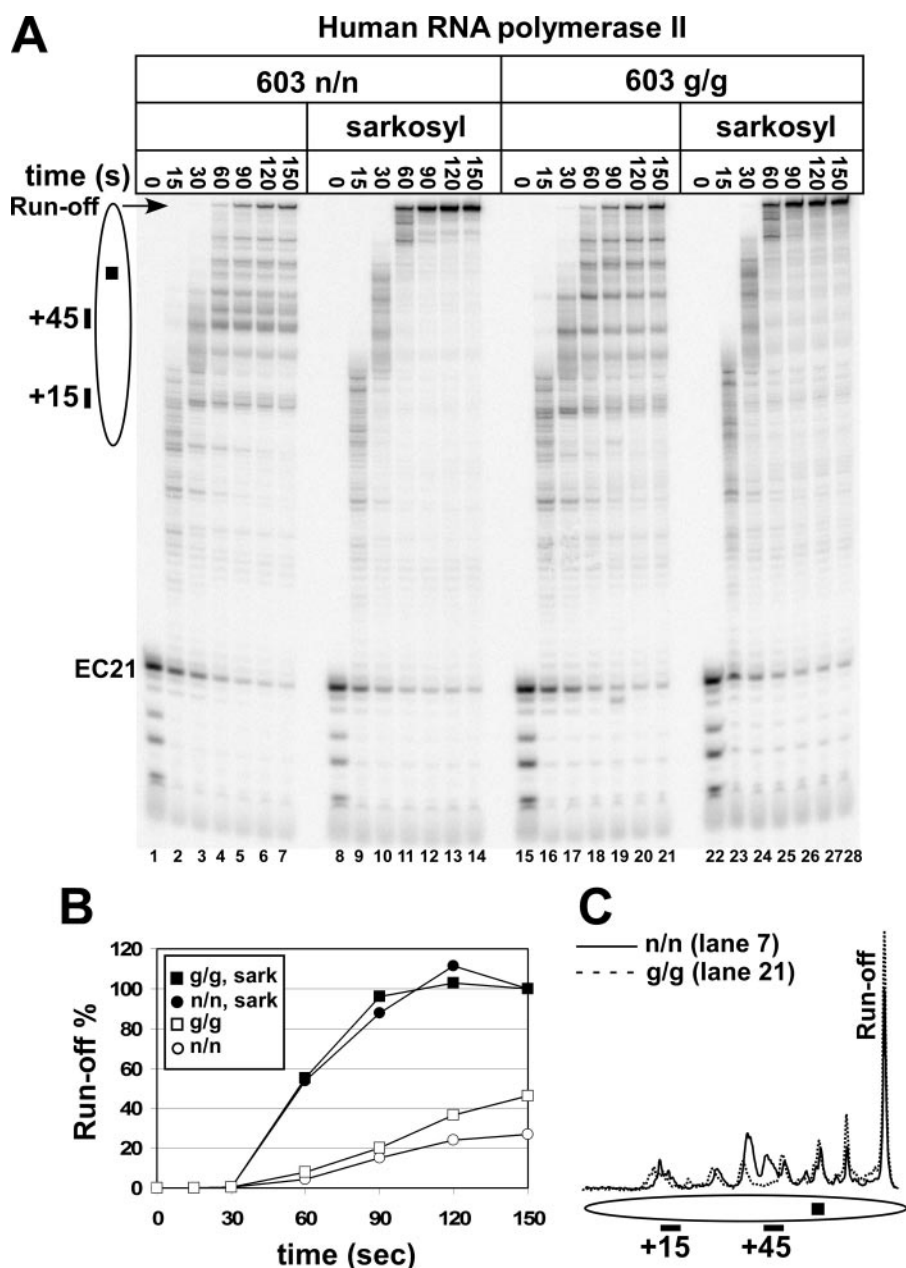 A
Human RNA polymerase II
603 n/n 603 g/g
sarkosyl sarkosyl
time (s) 0 15 30 60 90 120 150 0 15 30 60 90 120 150 0 15 30 60 90 120 150 0 15 30 60 90 120 150
Run-off
+45
+15
EC21
1 2 3 4 5 6 7 8 9 10 11 12 13 14 15 16 17 18 19 20 21 22 23 24 25 26 27 28
B
120
100
80
60
40
20
0
Run-off %
g/g, sark
n/n, sark
g/g
n/n
0 30 60 90 120 150
time (sec)
C
n/n (lane 7)
g/g (lane 21)
Run-off
+15 +45